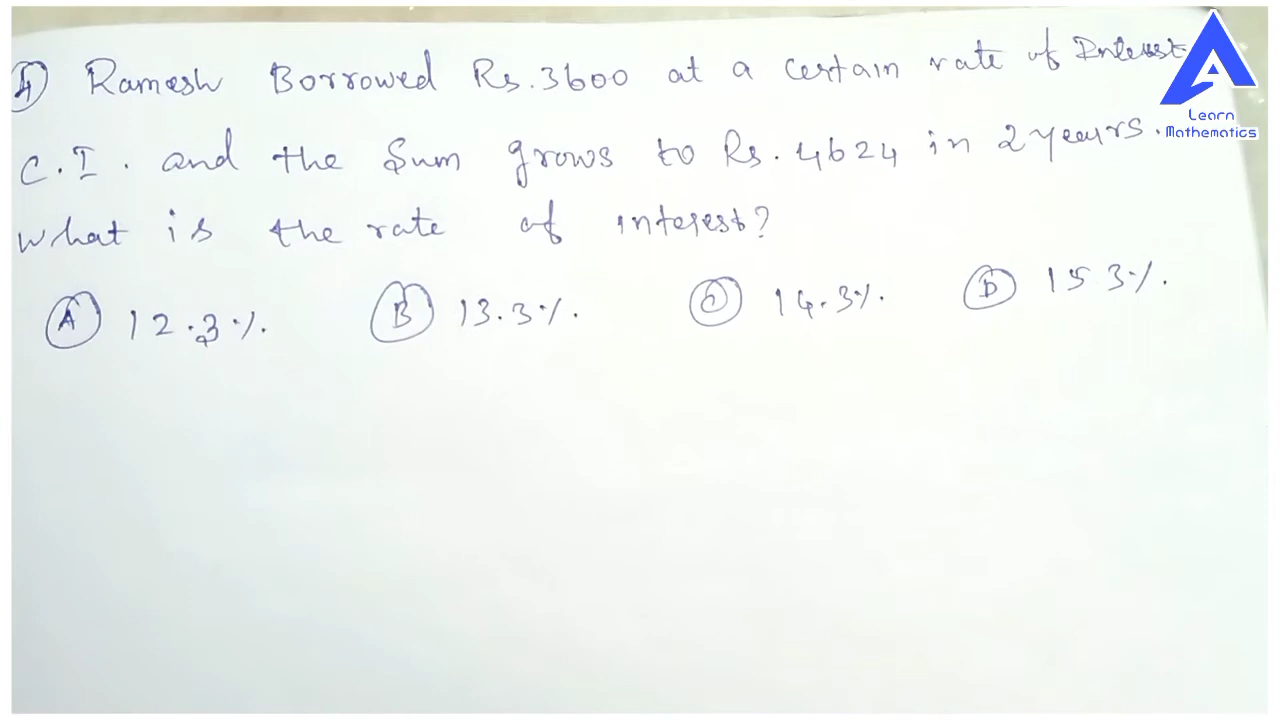 4 Ramesh Borrowed Rs.3600 at a certain rate of Interest
C.I. and the Sum grows to Rs. 4624 in 2 years.
what is the rate of interest?
A 12.3%. B 13.3%. C 14.3%. D 15.3%.
Learn
Mathematics